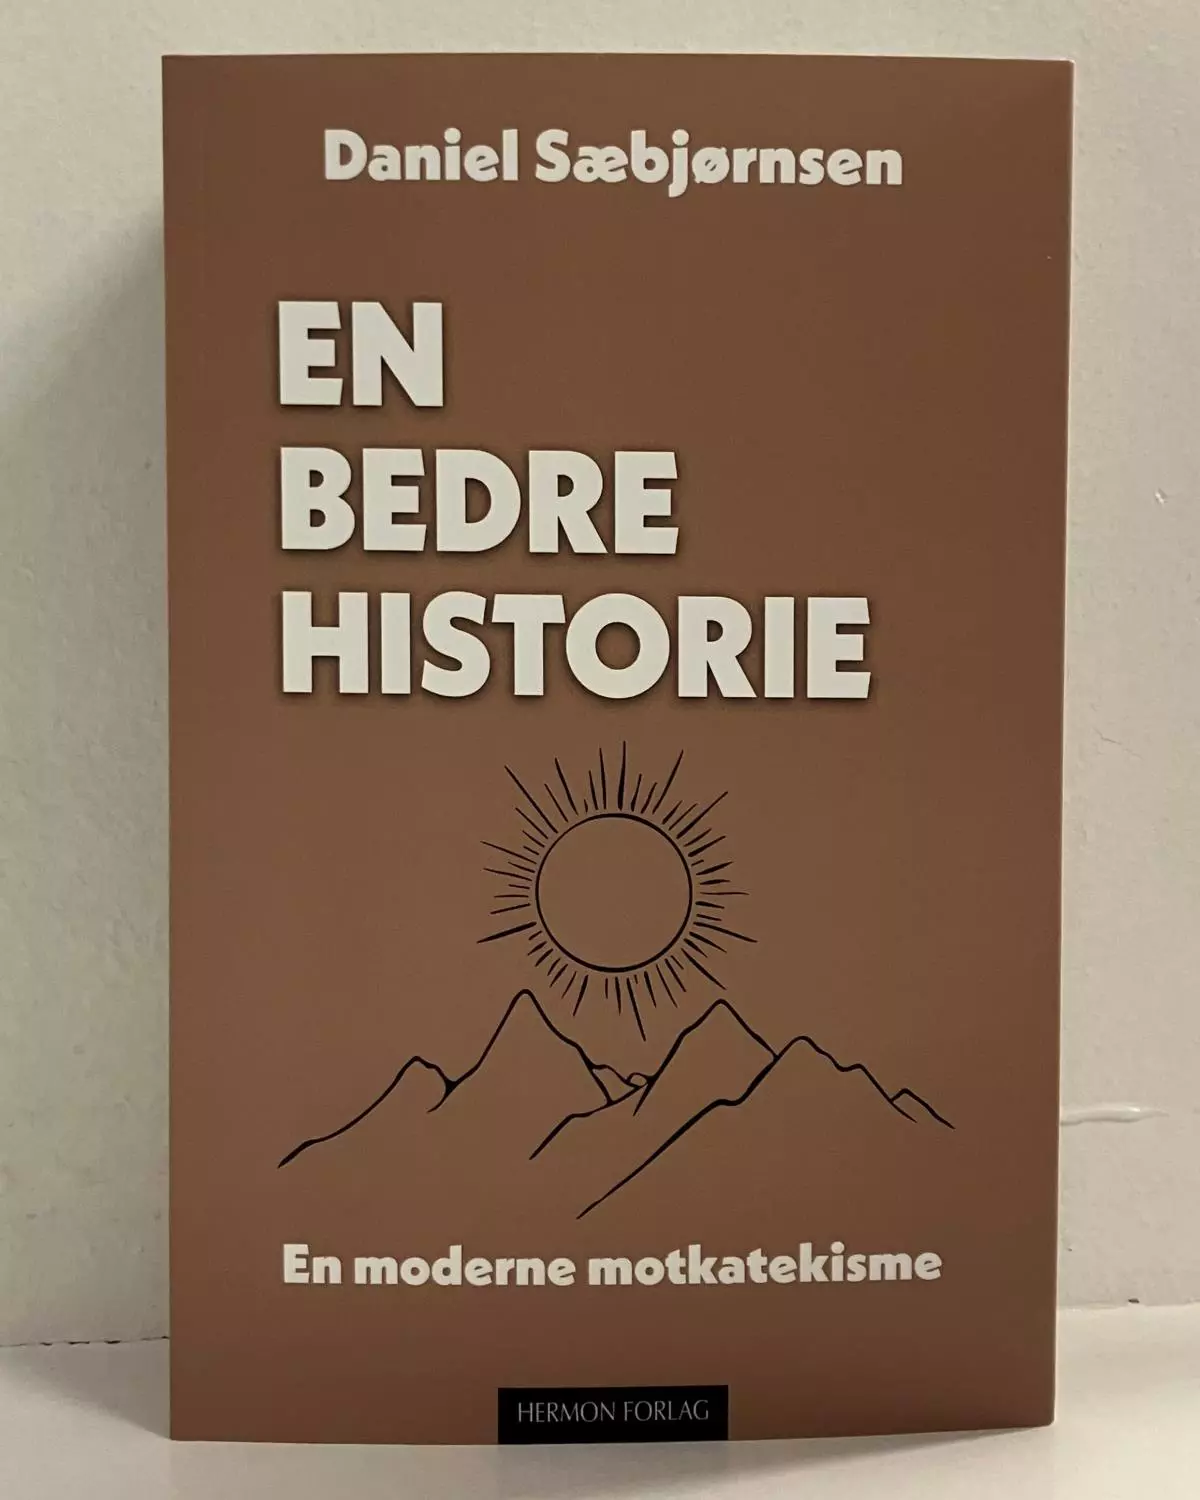 Daniel Sæbjørnsen
EN
BEDRE
HISTORIE
En moderne motkatekisme
HERMON FORLAG